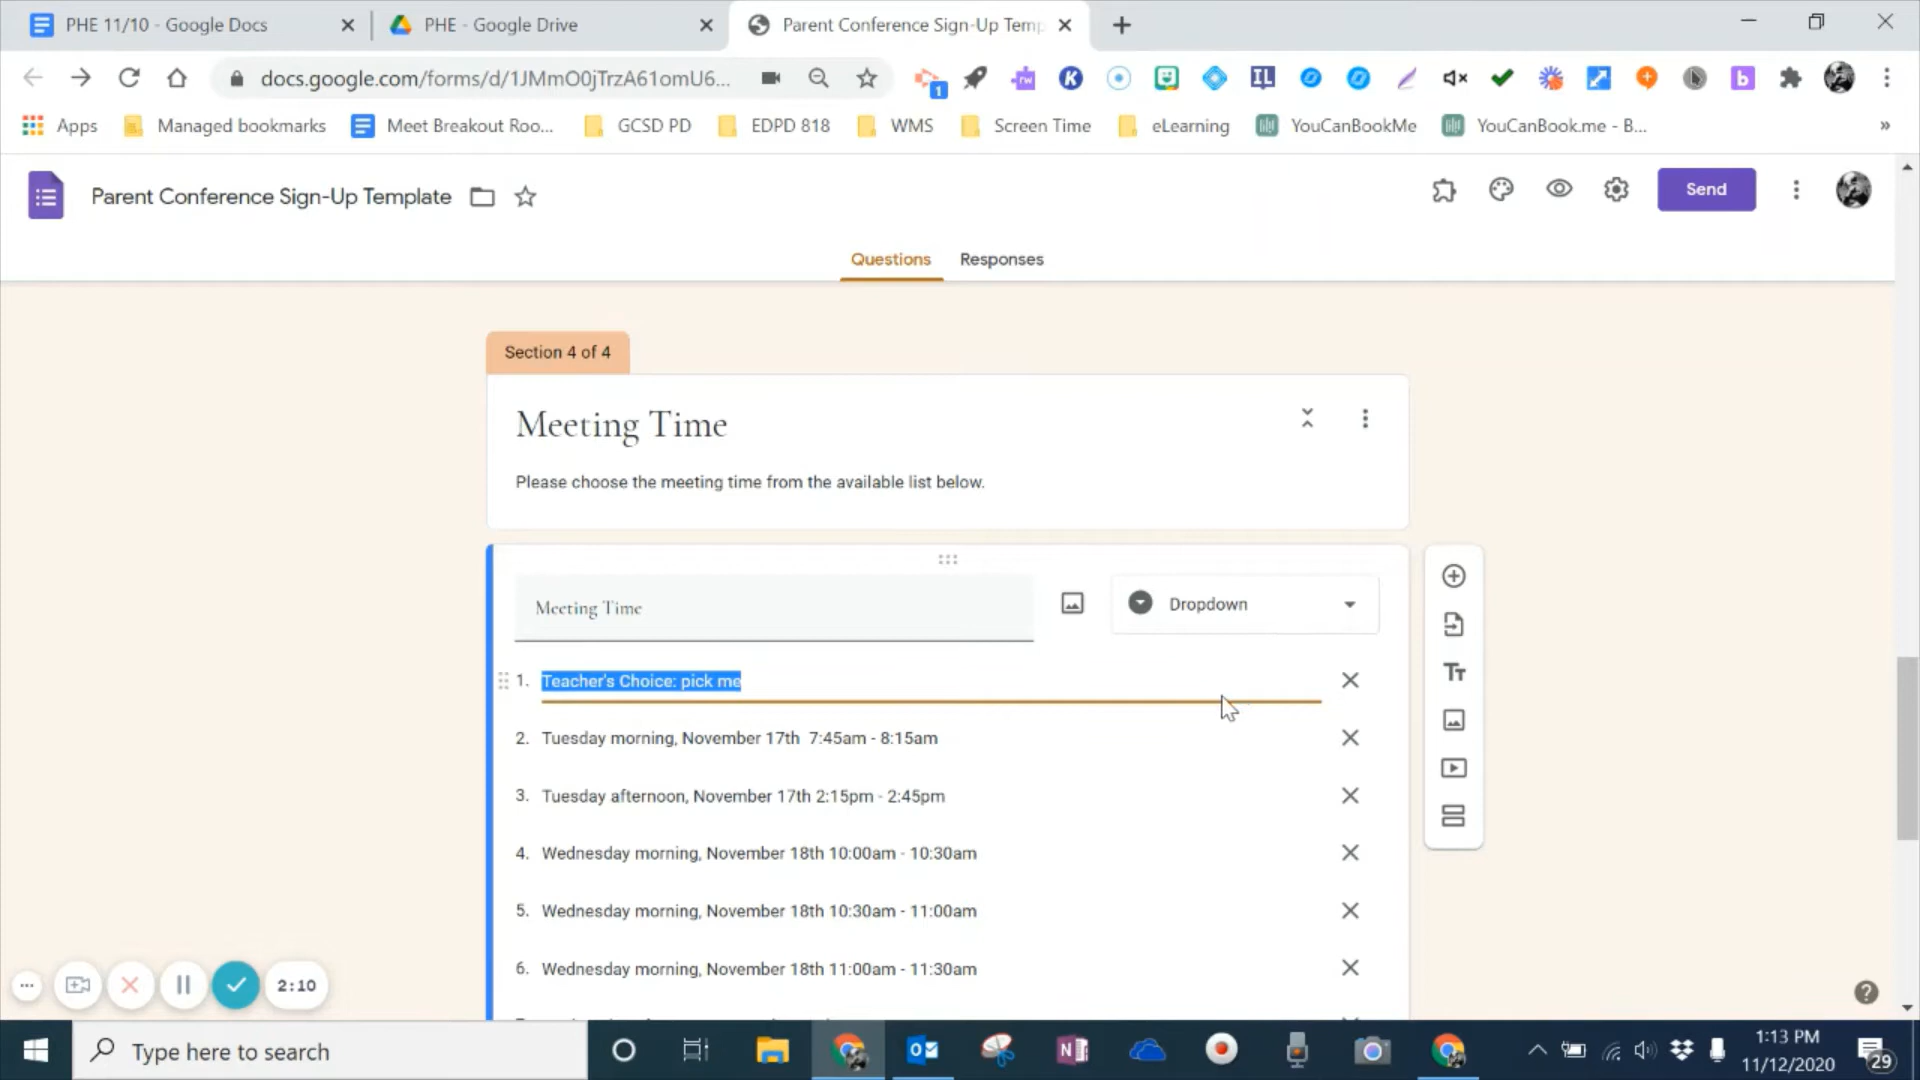 PHE 11/10 - Google Docs
PHE - Google Drive
Parent Conference Sign-Up Temp
docs.google.com/forms/d/1JMmO0jTrzA61omU6...
1
rw
K
IL
b
Apps
Managed bookmarks
Meet Breakout Roo...
GCSD PD
EDPD 818
WMS
Screen Time
eLearning
YouCanBookMe
YouCanBook.me - B...
»
Parent Conference Sign-Up Template
Send
Questions
Responses
Section 4 of 4
Meeting Time
Please choose the meeting time from the available list below.
Meeting Time
Dropdown
1. Teacher's Choice: pick me
2. Tuesday morning, November 17th 7:45am - 8:15am
3. Tuesday afternoon, November 17th 2:15pm - 2:45pm
4. Wednesday morning, November 18th 10:00am - 10:30am
5. Wednesday morning, November 18th 10:30am - 11:00am
6. Wednesday morning, November 18th 11:00am - 11:30am
Tт
2:10
Type here to search
1:13 PM
11/12/2020
29